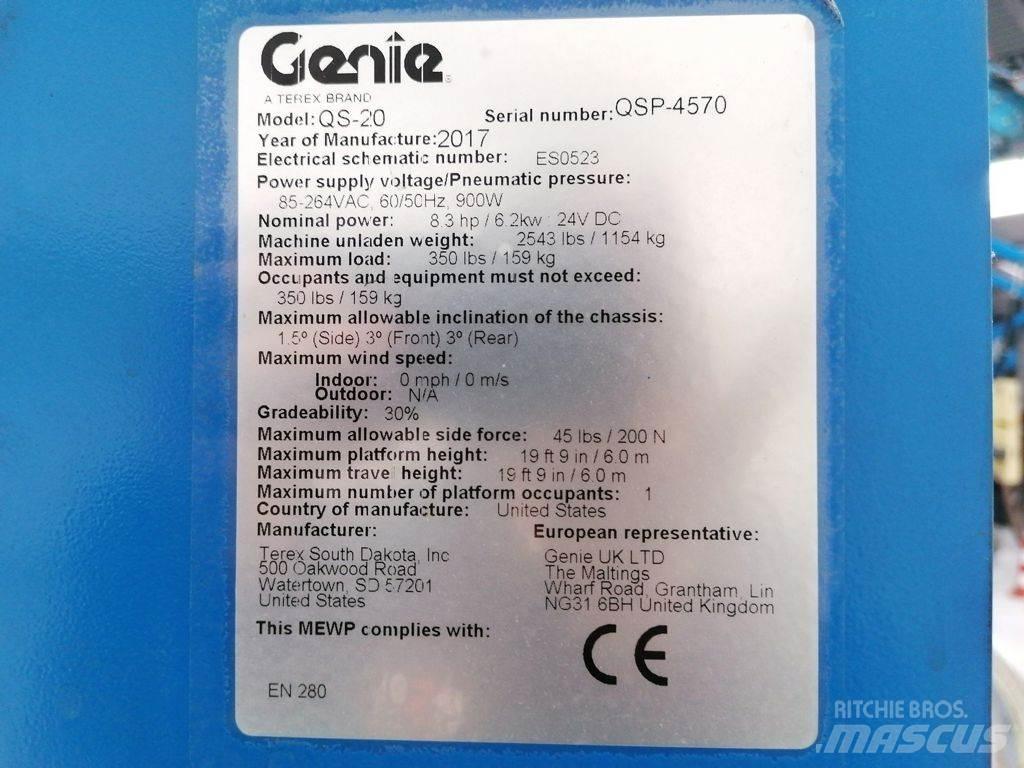 Genie
A TEREX BRAND
Model: QS-20 Serial number: QSP-4570
Year of Manufacture: 2017
Electrical schematic number: ES0523
Power supply voltage/Pneumatic pressure:
85-264VAC, 60/50Hz, 900W
Nominal power: 8.3 hp / 6.2kw 24V DC
Machine unladen weight: 2543 lbs / 1154 kg
Maximum load: 350 lbs / 159 kg
Occupants and equipment must not exceed:
350 lbs / 159 kg
Maximum allowable inclination of the chassis:
1.5º (Side) 3º (Front) 3º (Rear)
Maximum wind speed:
Indoor: 0 mph / 0 m/s
Outdoor: N/A
Gradeability: 30%
Maximum allowable side force: 45 lbs / 200 N
Maximum platform height: 19 ft 9 in / 6.0 m
Maximum travel height: 19 ft 9 in / 6.0 m
Maximum number of platform occupants: 1
Country of manufacture: United States
Manufacturer:
Terex South Dakota, Inc
500 Oakwood Road
Watertown, SD 57201
United States
European representative:
Genie UK LTD
The Maltings
Wharf Road, Grantham, Lin
NG31 6BH United Kingdom
This MEWP complies with:
CE
EN 280
RITCHIE BROS.
MASCUS